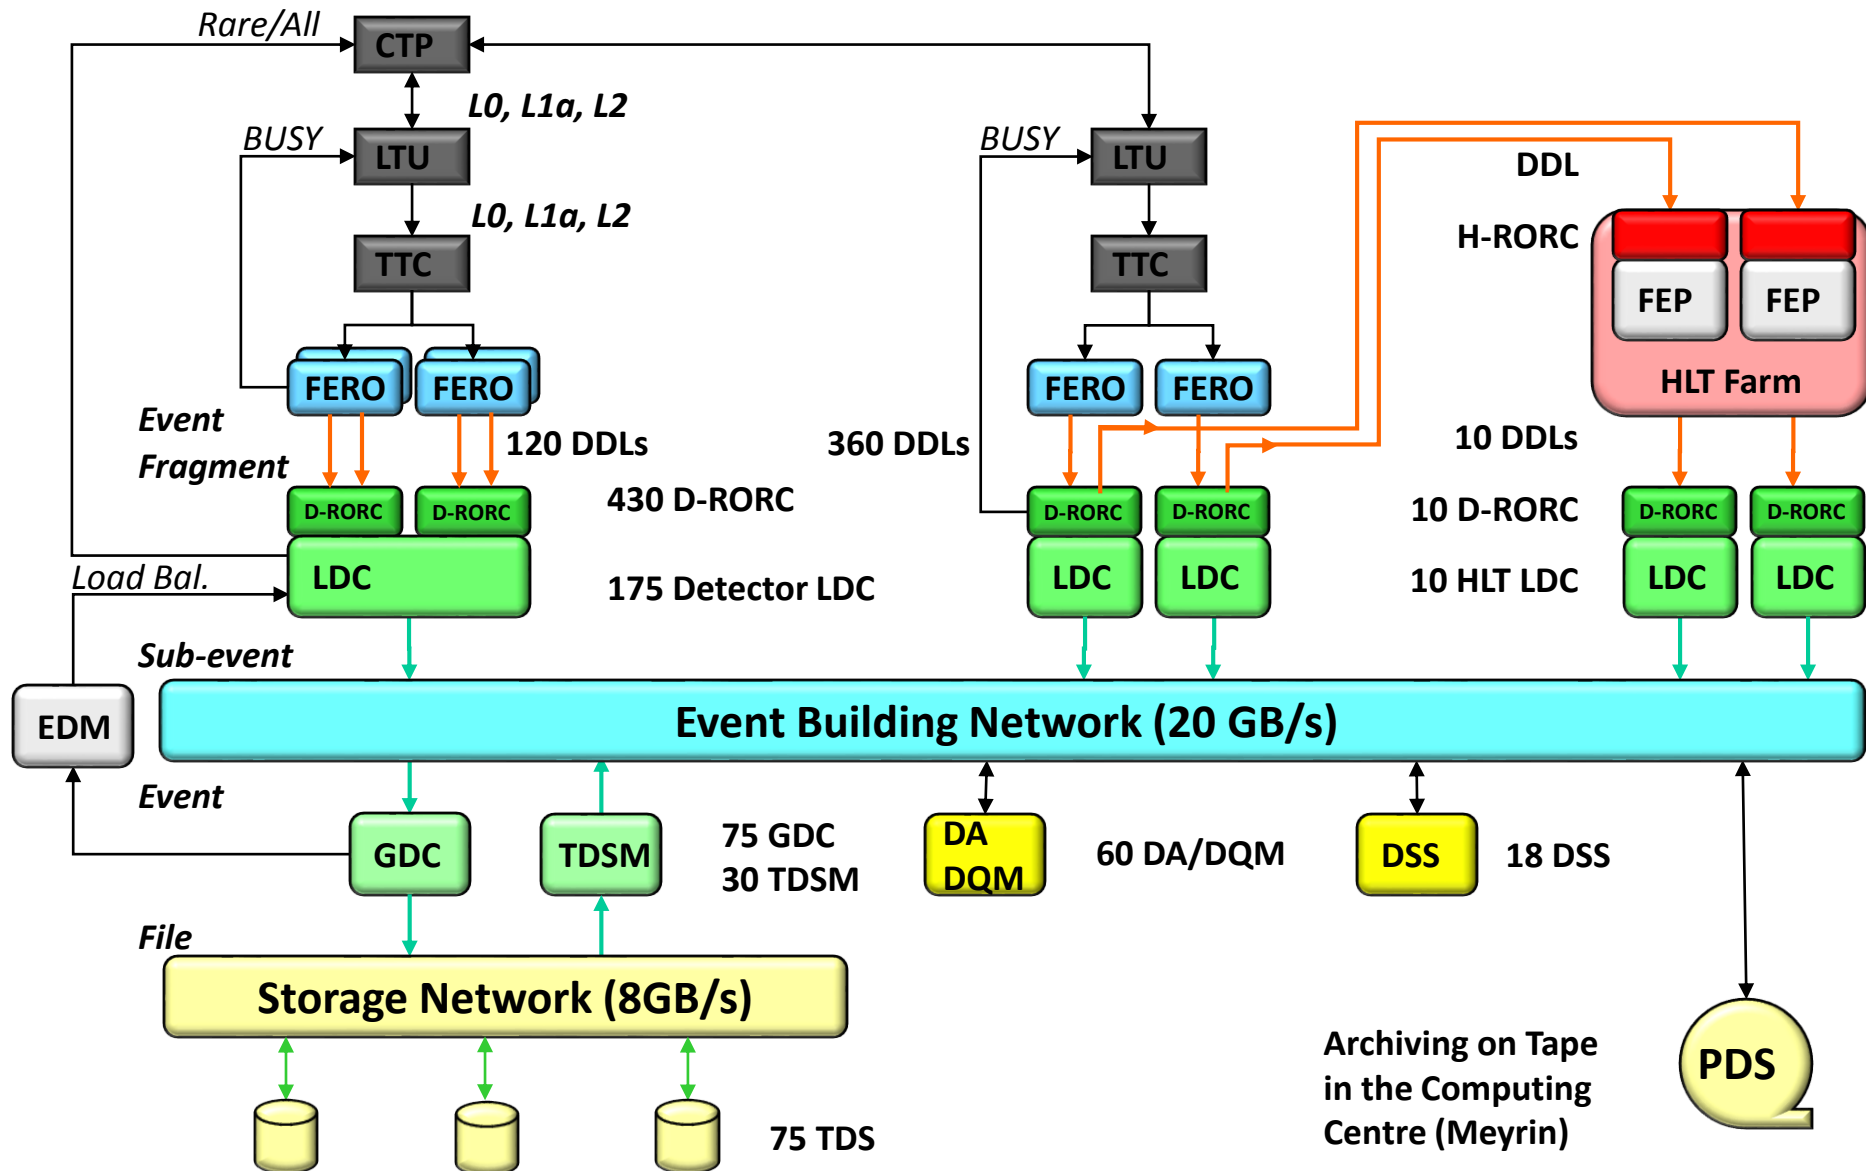 Rare/All
CTP
L0, L1a, L2
BUSY
LTU
BUSY
LTU
DDL
L0, L1a, L2
H-RORC
TTC
TTC
FEP
FEP
FERO
FERO
FERO
FERO
HLT Farm
Event
Fragment
120 DDLs
360 DDLs
10 DDLs
D-RORC
D-RORC
430 D-RORC
D-RORC
D-RORC
10 D-RORC
D-RORC
D-RORC
Load Bal.
LDC
175 Detector LDC
LDC
LDC
10 HLT LDC
LDC
LDC
Sub-event
EDM
Event Building Network (20 GB/s)
Event
GDC
TDSM
75 GDC
30 TDSM
DA
DQM
60 DA/DQM
DSS
18 DSS
File
Storage Network (8GB/s)
Archiving on Tape
in the Computing
Centre (Meyrin)
PDS
75 TDS